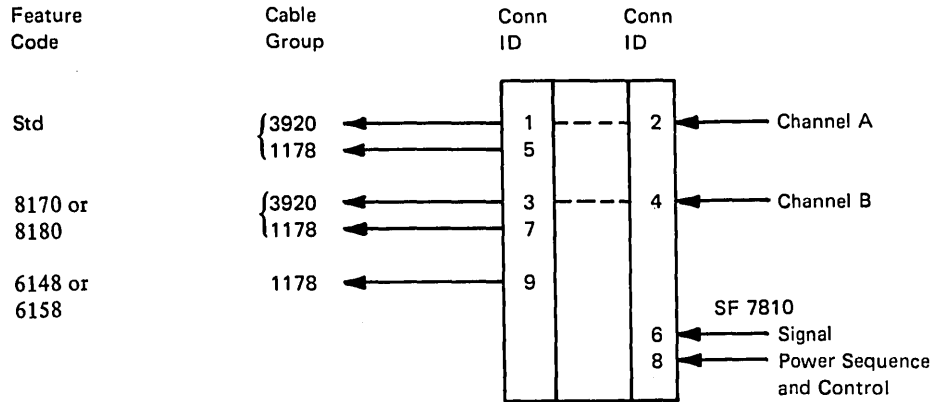 Feature Code
Cable Group
Conn ID
Conn ID
Std
3920
1
2
Channel A
1178
5
8170 or
8180
3920
3
4
Channel B
1178
7
6148 or
6158
1178
9
SF 7810
6
Signal
8
Power Sequence
and Control